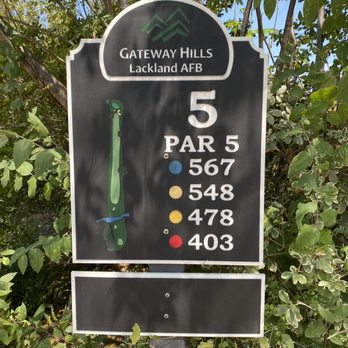 GATEWAY HILLS
Lackland AFB
5
PAR 5
567
548
478
403